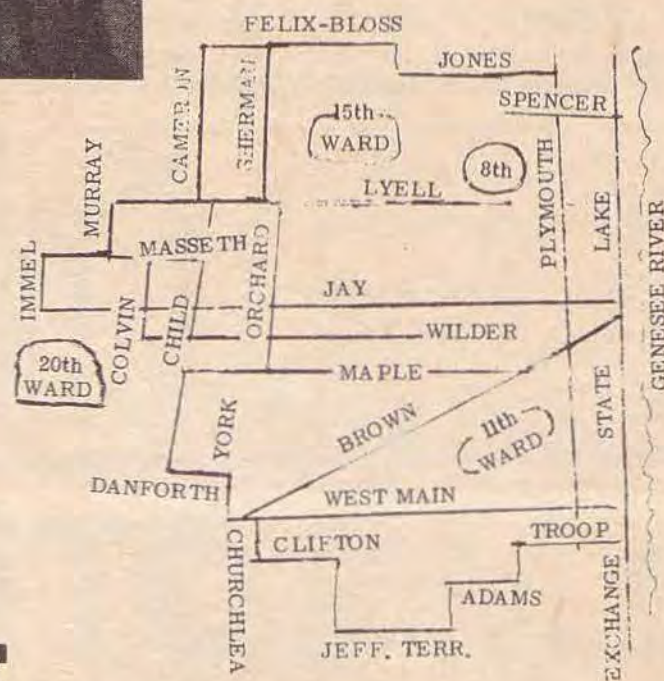 FELIX-BLOSS
JONES
SPENCER
CAMERON
SHERMAN
15th
WARD
8th
LYELL
PLYMOUTH
LAKE
GENESEE RIVER
MURRAY
MASSETH
IMMEL
COLVIN
CHILD
ORCHARD
JAY
WILDER
20th
WARD
MAPLE
YORK
BROWN
11th
WARD
STATE
DANFORTH
WEST MAIN
CHURCHLEA
CLIFTON
TROOP
ADAMS
EXCHANGE
JEFF. TERR.